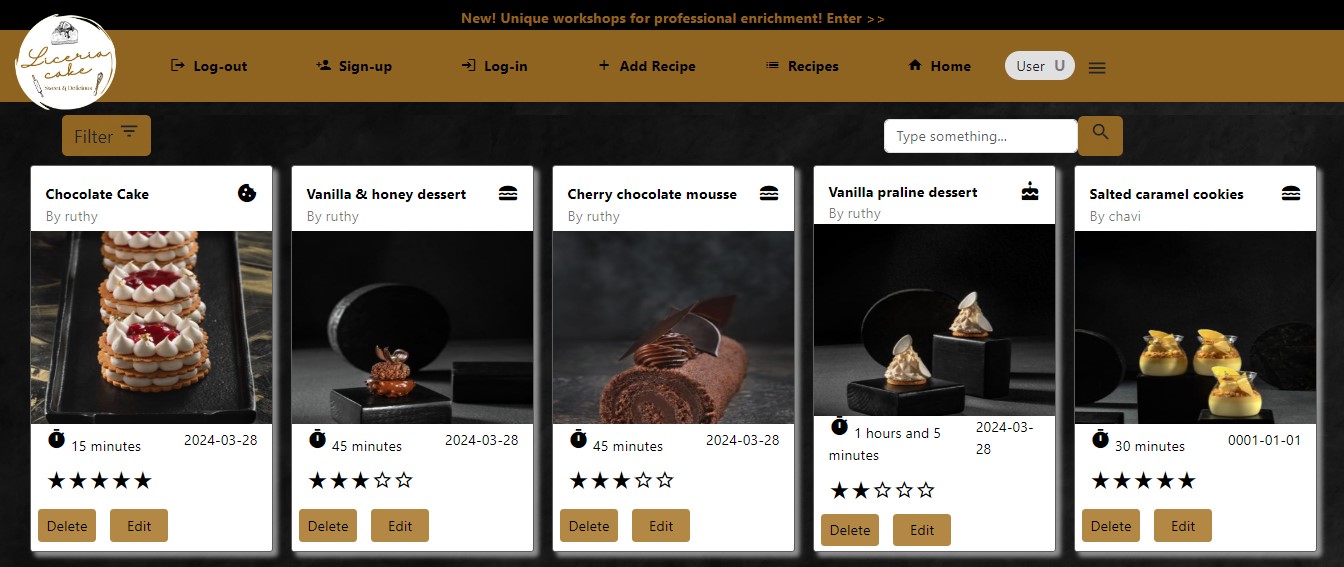 New! Unique workshops for professional enrichment! Enter >>
Liceria
cake
Sweet & Delicious
Log-out
Sign-up
Log-in
Add Recipe
Recipes
Home
User U
Filter
Type something...
Chocolate Cake
By ruthy
15 minutes
2024-03-28
Delete
Edit
Vanilla & honey dessert
By ruthy
45 minutes
2024-03-28
Delete
Edit
Cherry chocolate mousse
By ruthy
45 minutes
2024-03-28
Delete
Edit
Vanilla praline dessert
By ruthy
1 hours and 5
minutes
2024-03-
28
Delete
Edit
Salted caramel cookies
By chavi
30 minutes
0001-01-01
Delete
Edit